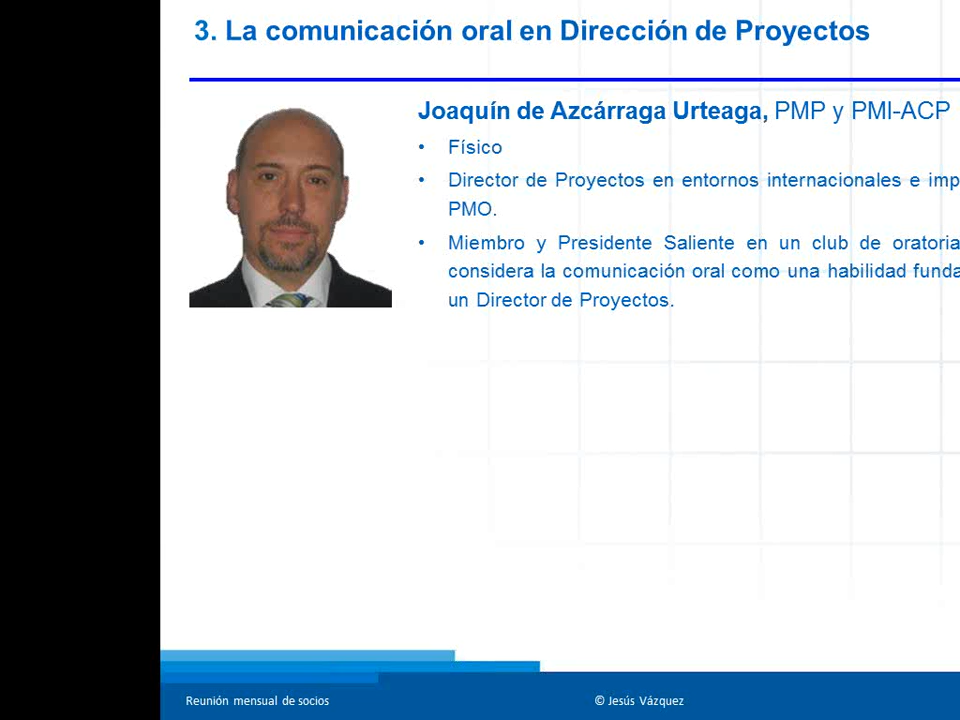 3. La comunicación oral en Dirección de Proyectos
Joaquín de Azcárraga Urteaga, PMP y PMI-ACP
• Físico
• Director de Proyectos en entornos internacionales e imp
PMO.
• Miembro y Presidente Saliente en un club de oratoria
considera la comunicación oral como una habilidad funda
un Director de Proyectos.
Reunión mensual de socios
© Jesús Vázquez